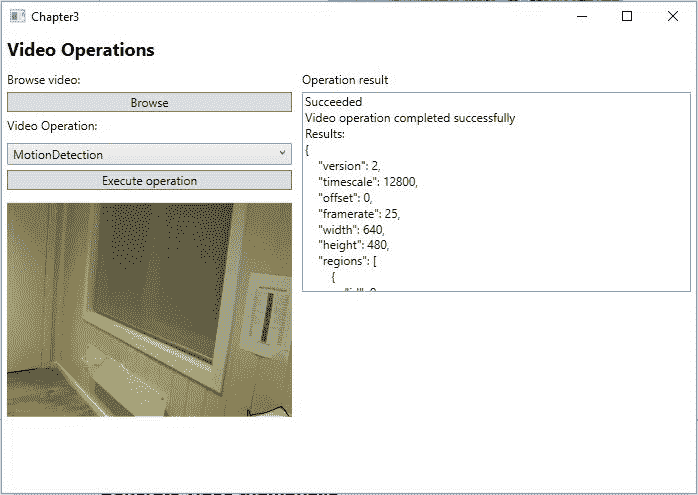 Chapter3
Video Operations
Browse video:
Browse
Video Operation:
MotionDetection
Execute operation
Operation result
Succeeded
Video operation completed successfully
Results:
{
"version": 2,
"timescale": 12800,
"offset": 0,
"framerate": 25,
"width": 640,
"height": 480,
"regions": [
{